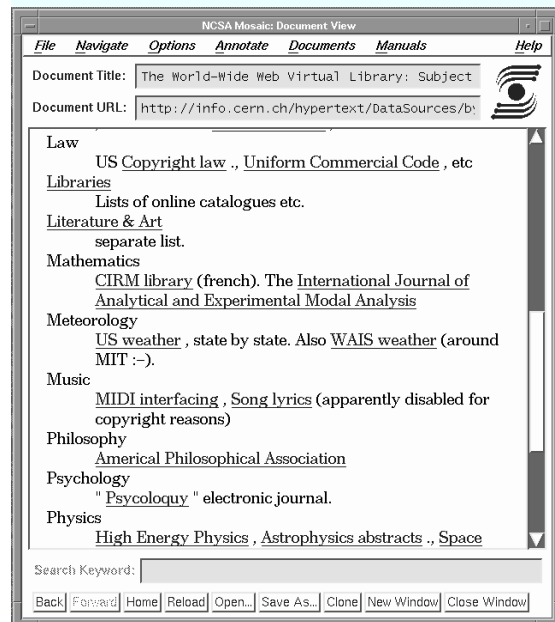 NCSA Mosaic: Document View
File Navigate Options Annotate Documents Manuals Help
Document Title: The World-Wide Web Virtual Library: Subject
Document URL: http://info.cern.ch/hypertext/DataSources/by
Law
US Copyright law ., Uniform Commercial Code , etc
Libraries
Lists of online catalogues etc.
Literature & Art
separate list.
Mathematics
CIRM library (french). The International Journal of
Analytical and Experimental Modal Analysis
Meteorology
US weather , state by state. Also WAIS weather (around
MIT :-).
Music
MIDI interfacing , Song lyrics (apparently disabled for
copyright reasons)
Philosophy
Americal Philosophical Association
Psychology
" Psycoloquy " electronic journal.
Physics
High Energy Physics , Astrophysics abstracts ., Space
Search Keyword:
Back Forward Home Reload Open... Save As... Clone New Window Close Window